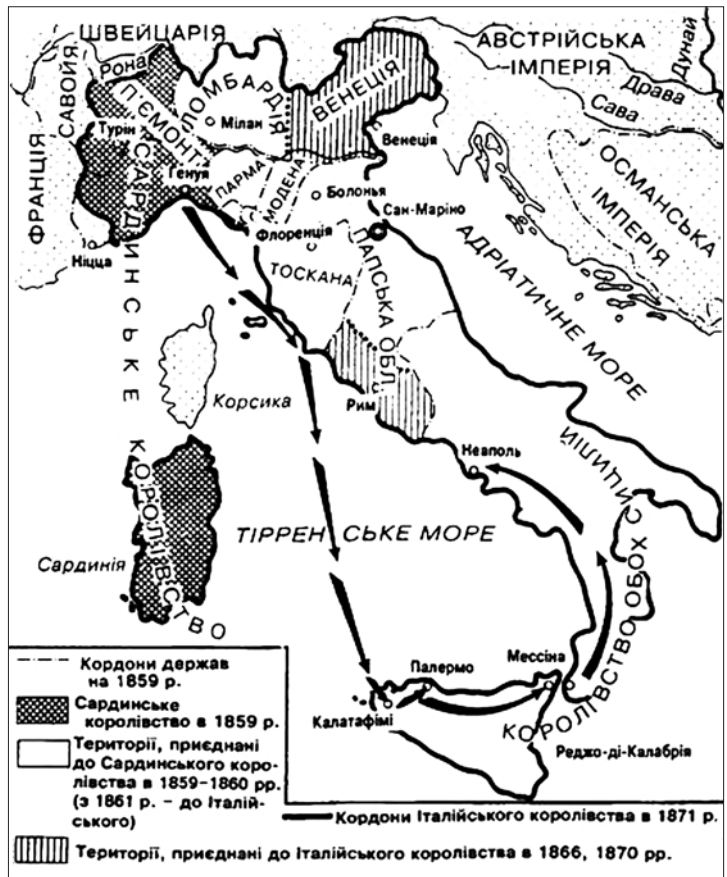 ШВЕЙЦАРІЯ
АВСТРІЙСЬКА
ІМПЕРІЯ
Дунай
Драва
Сава
Рона
САВОЙЯ
ФРАНЦІЯ
П'ЄМОНТ
ЛОМБАРДІЯ
ВЕНЕЦІЯ
Турін
Мілан
Венеція
Генуя
ПАРМА
МОДЕНА
Болонья
Сан-Маріно
ОСМАНСЬКА
ІМПЕРІЯ
Ніцца
Флоренція
ТОСКАНА
ПАПСЬКА ОБЛ.
АДРІАТИЧНЕ МОРЕ
САРДИНСЬКЕ КОРОЛІВСТВО
Корсика
Рим
Неаполь
Сардинія
ТІРРЕНСЬКЕ МОРЕ
КОРОЛІВСТВО ОБОХ СИЦИЛІЙ
Палермо
Мессіна
Калатафімі
Реджо-ді-Калабрія
Кордони держав
на 1859 р.
Сардинське
королівство в 1859 р.
Території, приєднані
до Сардинського коро-
лівства в 1859-1860 рр.
(з 1861 р. – до Італій-
ського)
Кордони Італійського королівства в 1871 р.
Території, приєднані до Італійського королівства в 1866, 1870 рр.